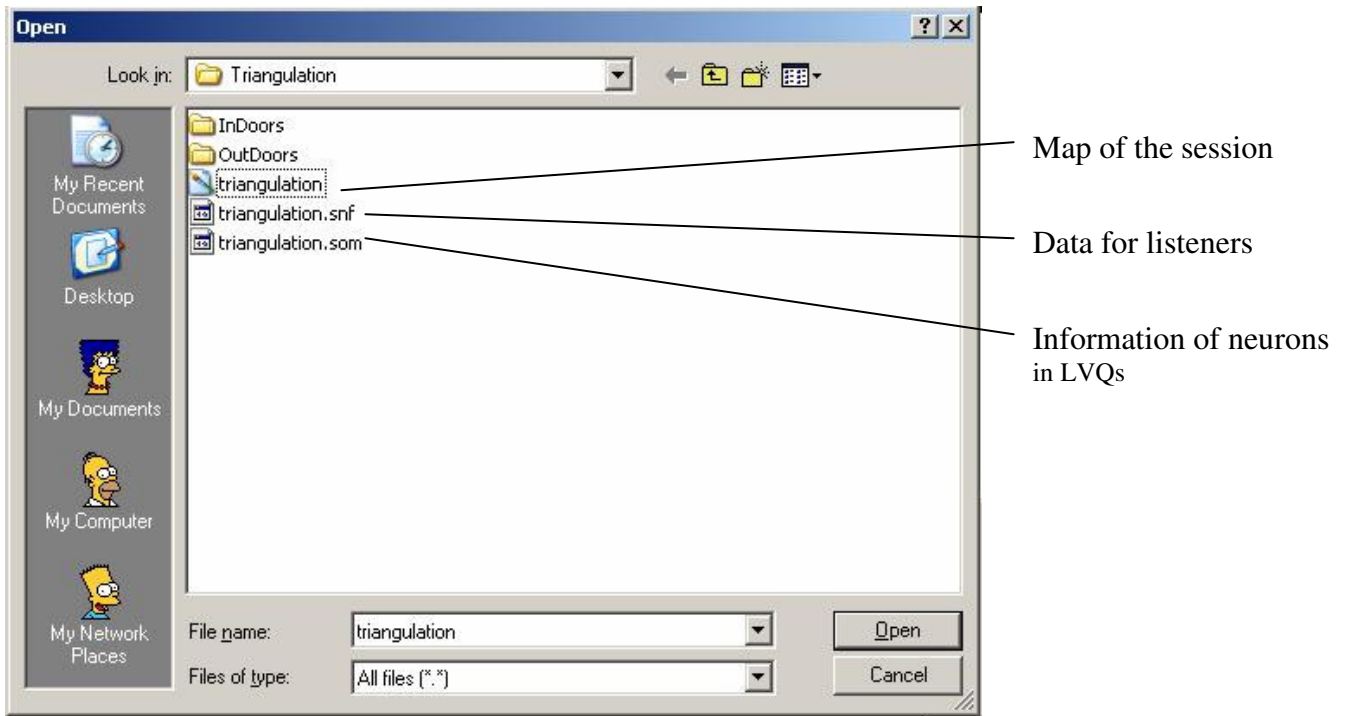 Open
Look in:
Triangulation
InDoors
OutDoors
triangulation
triangulation.snf
triangulation.som
My Recent
Documents
Desktop
My Documents
My Computer
My Network
Places
File name:
triangulation
Open
Files of type:
All files (*.*)
Cancel
Map of the session
Data for listeners
Information of neurons
in LVQs